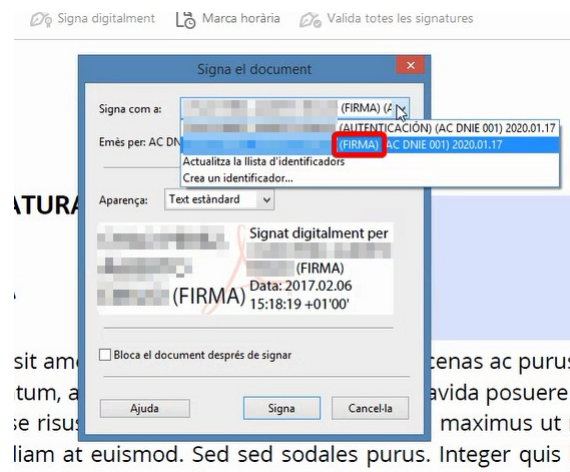 Signa digitalment Marca horària Valida totes les signatures
Signa el document
Signa com a: (FIRMA) (A
(AUTENTICACIÓN) (AC DNIE 001) 2020.01.17
Emès per: AC DN (FIRMA) (AC DNIE 001) 2020.01.17
Actualitza la llista d'identificadors
Crea un identificador...
Aparença: Text estàndard
ATURA
Signat digitalment per
(FIRMA)
(FIRMA) Data: 2017.02.06
15:18:19 +01'00'
sit am
Bloca el document després de signar
cenas ac purus
tum, a
avida posuere
Ajuda Signa Cancel·la
se risus
maximus ut
liam at euismod. Sed sed sodales purus. Integer quis